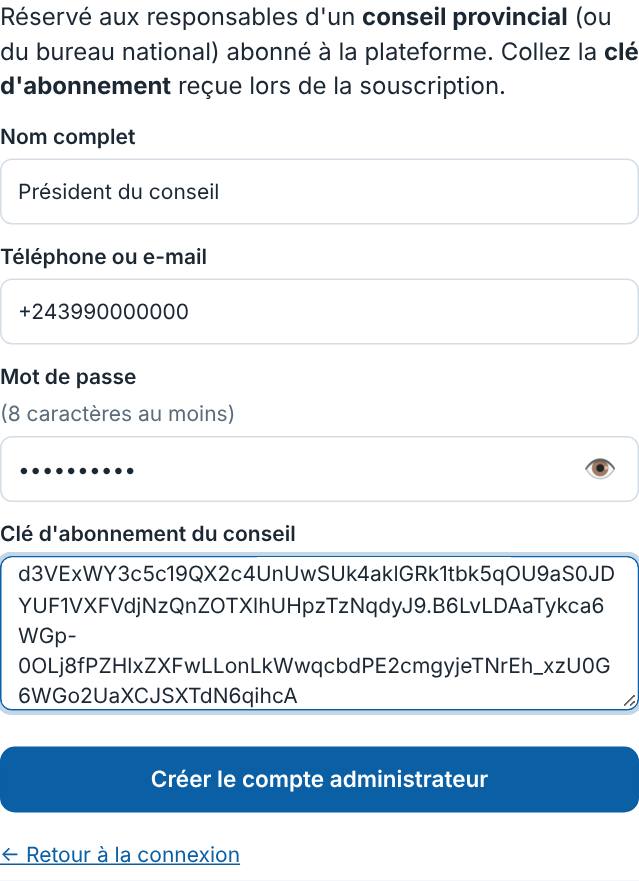 Réservé aux responsables d'un conseil provincial (ou
du bureau national) abonné à la plateforme. Collez la clé
d'abonnement reçue lors de la souscription.
Nom complet
Président du conseil
Téléphone ou e-mail
+243990000000
Mot de passe
(8 caractères au moins)
••••••••••
Clé d'abonnement du conseil
d3VExWY3c5c19QX2c4UnUwSUk4aklGRk1tbk5qOU9aS0JD
YUF1VXFVdjNzQnZOTXlhUHpzTzNqdyJ9.B6LvLDAaTykca6
WGp-
0OLj8fPZHlxZXFwLLonLkWwqcbdPE2cmgyjeTNrEh_xzU0G
6WGo2UaXCJSXTdN6qihcA
Créer le compte administrateur
← Retour à la connexion